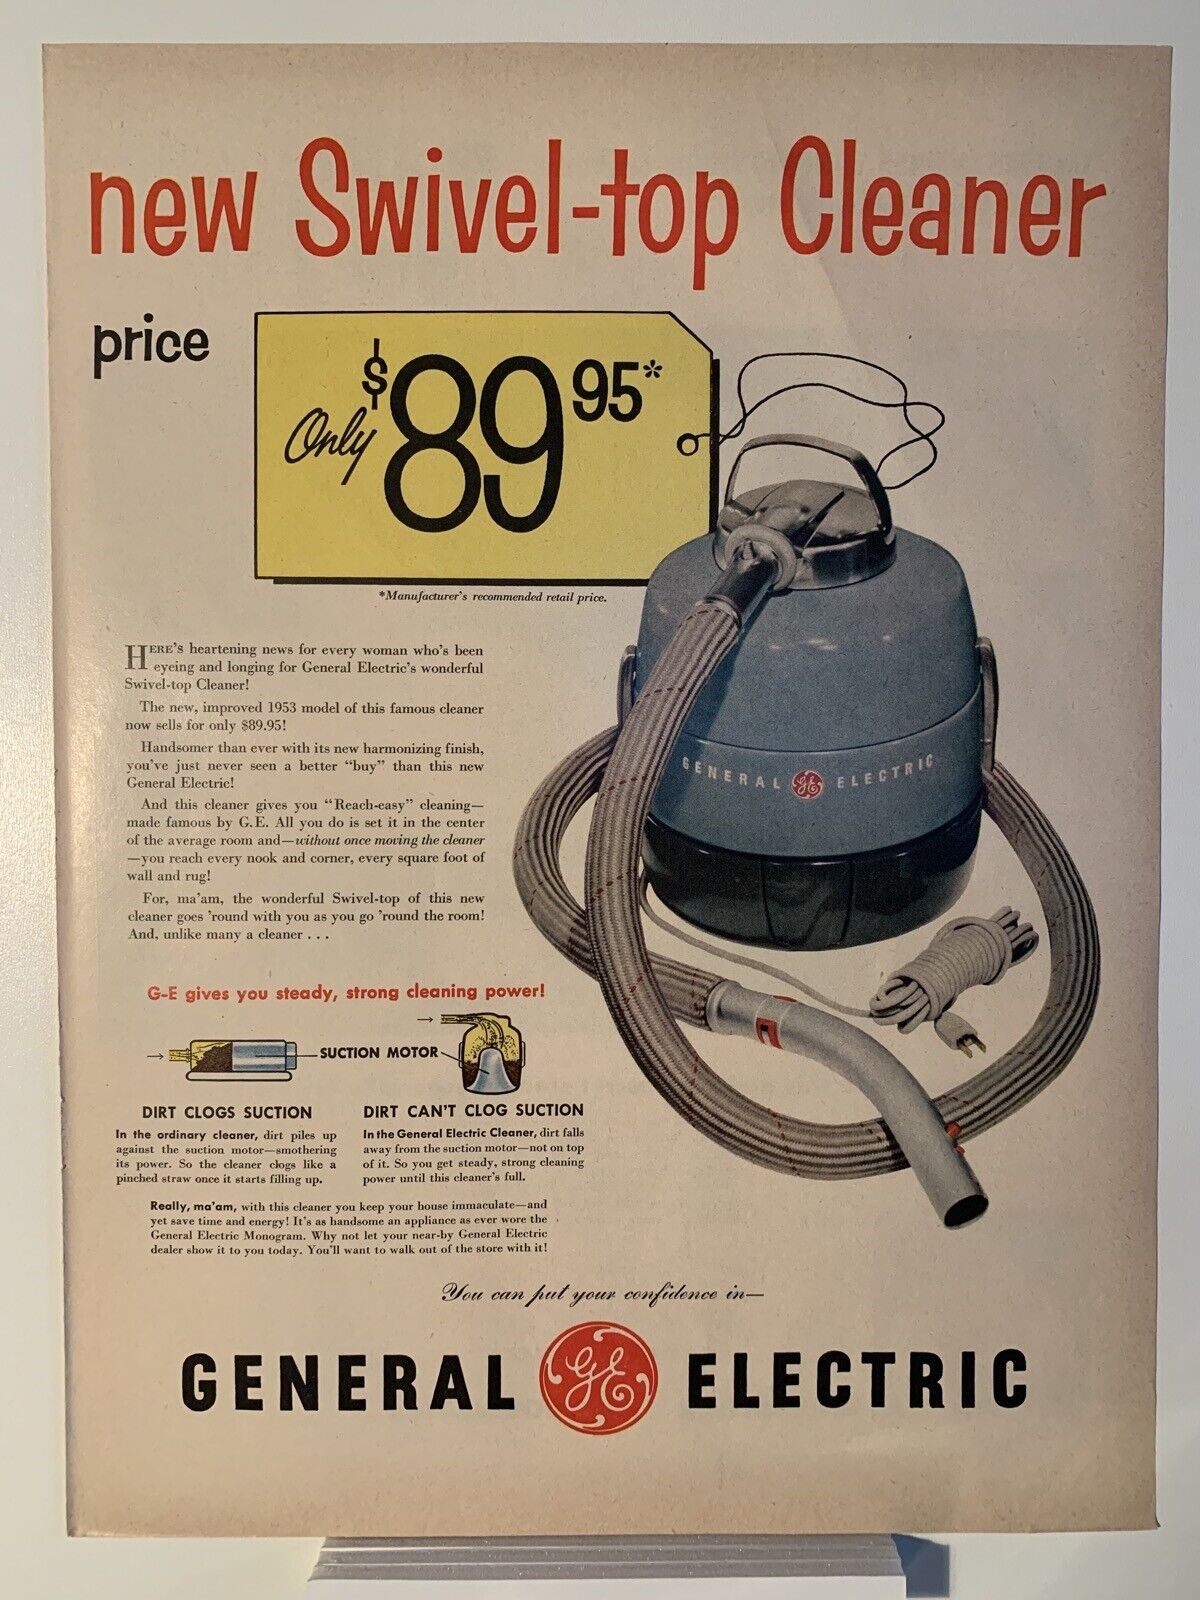 new Swivel-top Cleaner
price
Only $89 95*
*Manufacturer's recommended retail price.
HERE'S heartening news for every woman who's been
eyeing and longing for General Electric's wonderful
Swivel-top Cleaner!
The new, improved 1953 model of this famous cleaner
now sells for only $89.95!
Handsomer than ever with its new harmonizing finish,
you've just never seen a better "buy" than this new
General Electric!
And this cleaner gives you "Reach-easy" cleaning—
made famous by G.E. All you do is set it in the center
of the average room and—without once moving the cleaner
—you reach every nook and corner, every square foot of
wall and rug!
For, ma'am, the wonderful Swivel-top of this new
cleaner goes 'round with you as you go 'round the room!
And, unlike many a cleaner . . .
GENERAL GE ELECTRIC
G-E gives you steady, strong cleaning power!
SUCTION MOTOR
DIRT CLOGS SUCTION
In the ordinary cleaner, dirt piles up
against the suction motor—smothering
its power. So the cleaner clogs like a
pinched straw once it starts filling up.
DIRT CAN'T CLOG SUCTION
In the General Electric Cleaner, dirt falls
away from the suction motor—not on top
of it. So you get steady, strong cleaning
power until this cleaner's full.
Really, ma'am, with this cleaner you keep your house immaculate—and
yet save time and energy! It's as handsome an appliance as ever wore the
General Electric Monogram. Why not let your near-by General Electric
dealer show it to you today. You'll want to walk out of the store with it!
You can put your confidence in—
GENERAL GE ELECTRIC